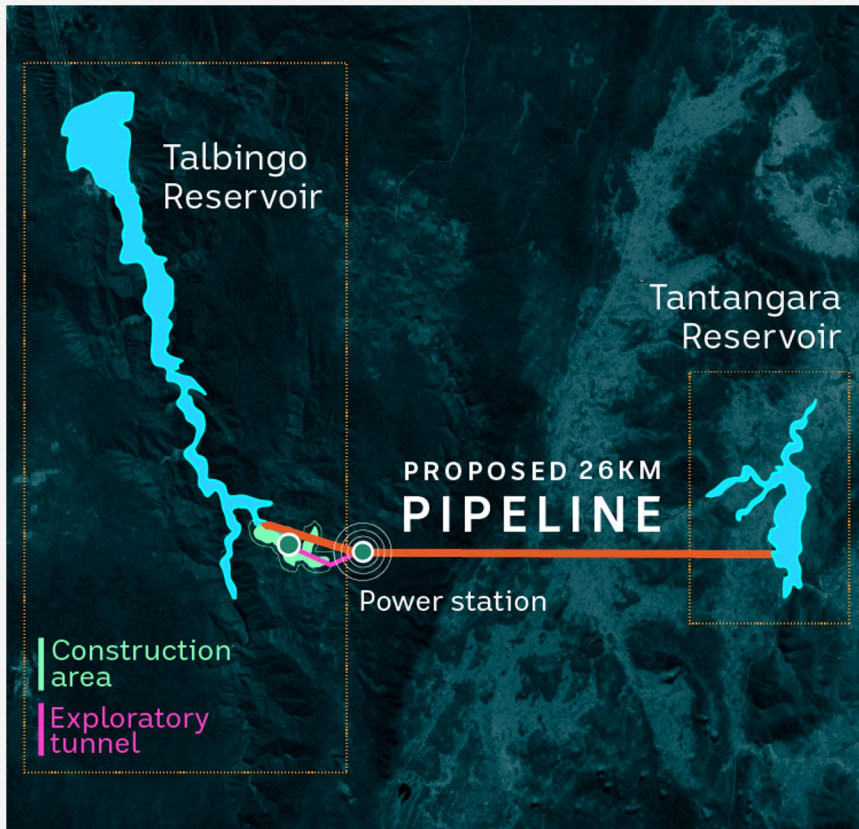 Talbingo
Reservoir
Tantangara
Reservoir
PROPOSED 26KM
PIPELINE
Power station
Construction
area
Exploratory
tunnel